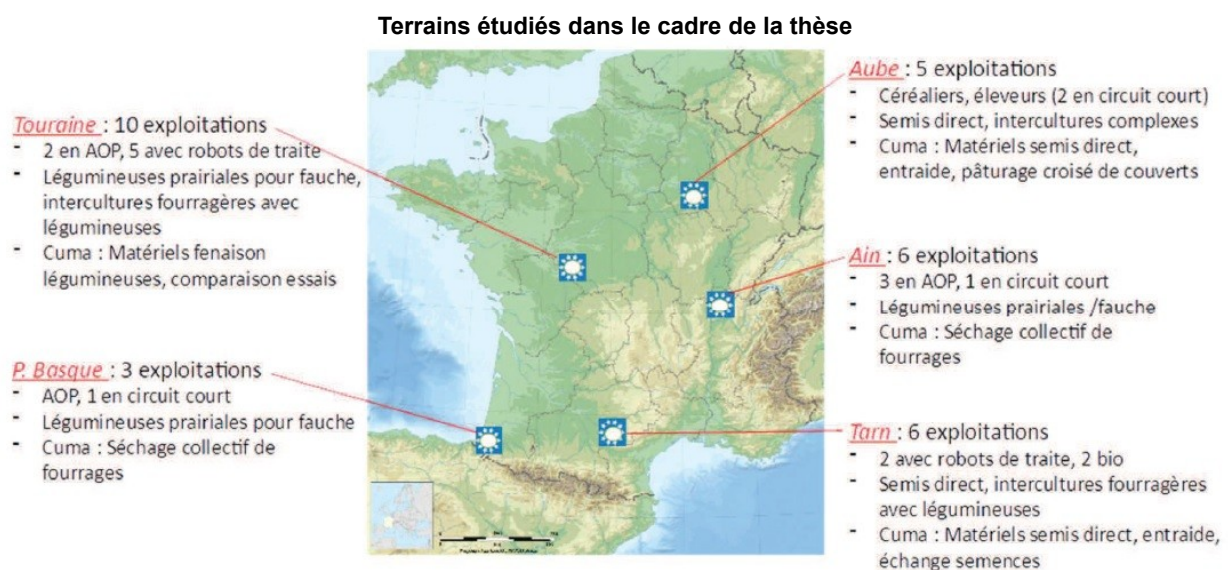 Terrains étudiés dans le cadre de la thèse
Touraine : 10 exploitations
- 2 en AOP, 5 avec robots de traite
- Légumineuses prairiales pour fauche,
intercultures fourragères avec
légumineuses
- Cuma : Matériels fenaison
légumineuses, comparaison essais
P. Basque : 3 exploitations
- AOP, 1 en circuit court
- Légumineuses prairiales pour fauche
- Cuma : Séchage collectif de
fourrages
Aube : 5 exploitations
- Céréaliers, éleveurs (2 en circuit court)
- Semis direct, intercultures complexes
- Cuma : Matériels semis direct,
entraide, pâturage croisé de couverts
Ain : 6 exploitations
- 3 en AOP, 1 en circuit court
- Légumineuses prairiales /fauche
- Cuma : Séchage collectif de
fourrages
Tarn : 6 exploitations
- 2 avec robots de traite, 2 bio
- Semis direct, intercultures fourragères
avec légumineuses
- Cuma : Matériels semis direct, entraide,
échange semences